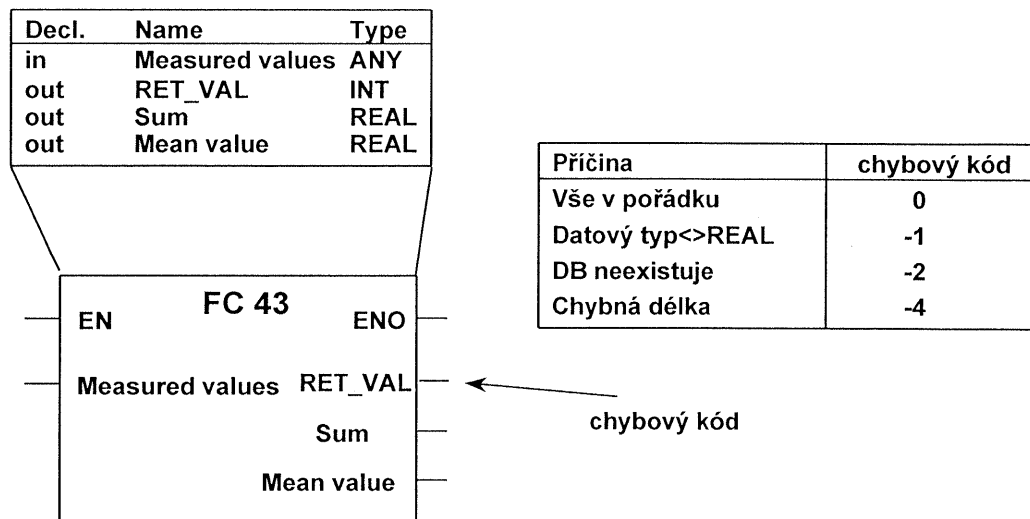 Decl. Name Type
in Measured values ANY
out RET_VAL INT
out Sum REAL
out Mean value REAL
Příčina chybový kód
Vše v pořádku 0
Datový typ<>REAL -1
DB neexistuje -2
Chybná délka -4
FC 43
EN ENO
Measured values RET_VAL
Sum
Mean value
chybový kód